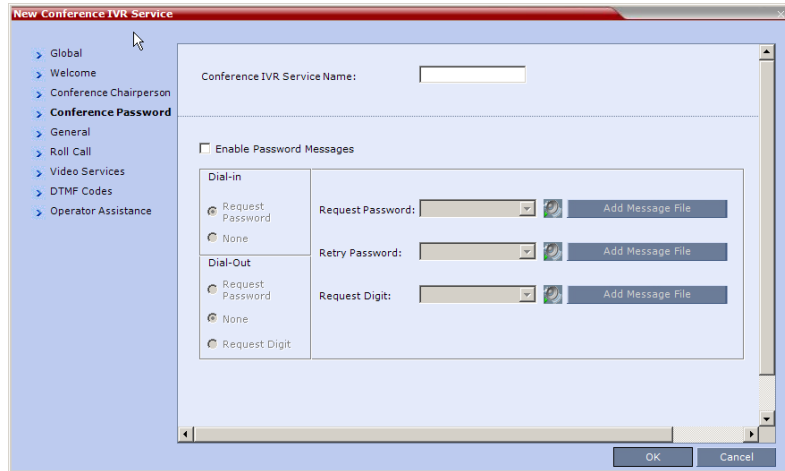 New Conference IVR Service
Global
Welcome
Conference Chairperson
Conference Password
General
Roll Call
Video Services
DTMF Codes
Operator Assistance
Conference IVR Service Name:
Enable Password Messages
Dial-in
Request
Password
None
Dial-Out
Request
Password
None
Request Digit
Request Password:
Add Message File
Retry Password:
Add Message File
Request Digit:
Add Message File
OK
Cancel